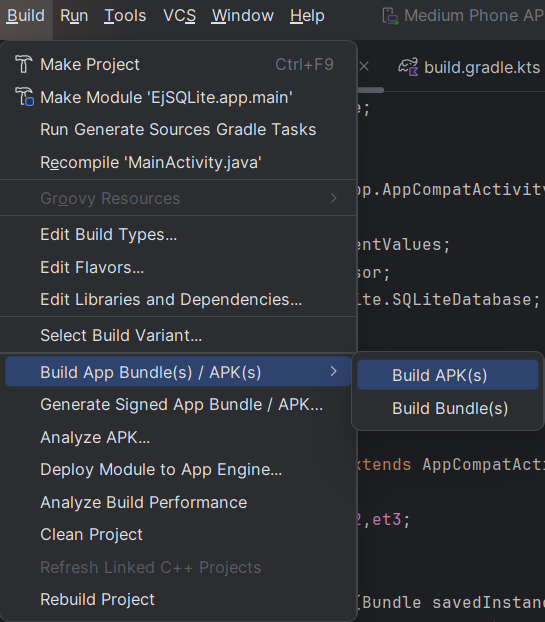 Build Run Tools VCS Window Help Medium Phone AP
Make Project Ctrl+F9
build.gradle.kts
Make Module 'EjSQLite.app.main'
e;
Run Generate Sources Gradle Tasks
Recompile 'MainActivity.java'
pp.AppCompatActivity
Groovy Resources
Edit Build Types...
entValues;
Edit Flavors...
sor;
Edit Libraries and Dependencies...
ite.SQLiteDatabase;
Select Build Variant...
Build App Bundle(s) / APK(s)
Build APK(s)
Generate Signed App Bundle / APK...
Build Bundle(s)
Analyze APK...
Deploy Module to App Engine...
xtends AppCompatActi
Analyze Build Performance
2,et3;
Clean Project
Refresh Linked C++ Projects
Rebuild Project
(Bundle savedInstanc